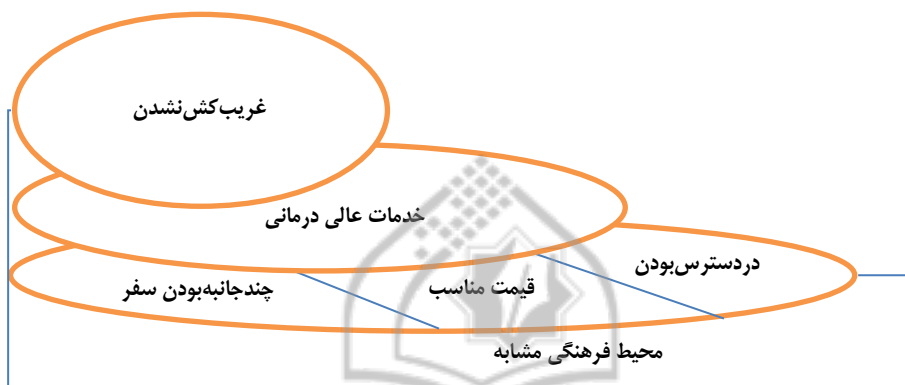 غریب‌کش‌نشدن
خدمات عالی درمانی
دردسترس‌بودن
قیمت مناسب
چندجانبه‌بودن سفر
محیط فرهنگی مشابه